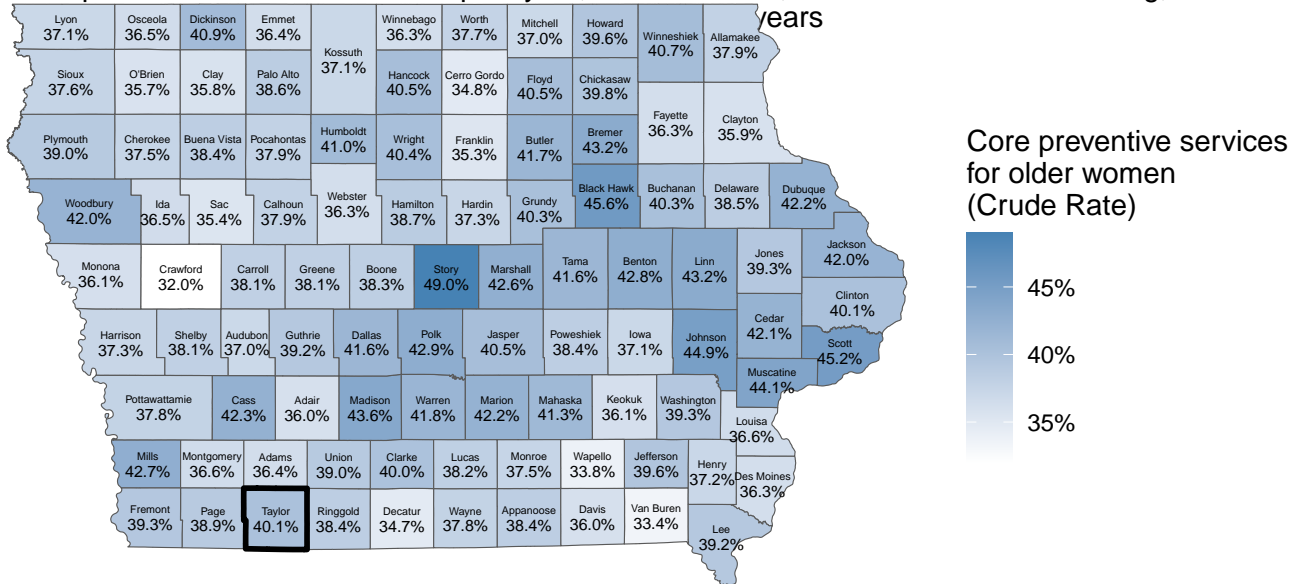 years
Lyon Osceola Dickinson Emmet Winnebago Worth Mitchell Howard Winneshiek Allamakee
37.1% 36.5% 40.9% 36.4% 36.3% 37.7% 37.0% 39.6% 40.7% 37.9%
Kossuth
37.1%
Sioux O'Brien Clay Palo Alto Hancock Cerro Gordo Floyd Chickasaw
37.6% 35.7% 35.8% 38.6% 40.5% 34.8% 40.5% 39.8%
Fayette Clayton
36.3% 35.9%
Plymouth Cherokee Buena Vista Pocahontas Humboldt Wright Franklin Butler Bremer
39.0% 37.5% 38.4% 37.9% 41.0% 40.4% 35.3% 41.7% 43.2%
Woodbury Ida Sac Calhoun Webster Hamilton Hardin Grundy Black Hawk Buchanan Delaware Dubuque
42.0% 36.5% 35.4% 37.9% 36.3% 38.7% 37.3% 40.3% 45.6% 40.3% 38.5% 42.2%
Monona Crawford Carroll Greene Boone Story Marshall Tama Benton Linn Jones Jackson
36.1% 32.0% 38.1% 38.1% 38.3% 49.0% 42.6% 41.6% 42.8% 43.2% 39.3% 42.0%
Clinton
40.1%
Harrison Shelby Audubon Guthrie Dallas Polk Jasper Poweshiek Iowa Johnson Cedar Scott
37.3% 38.1% 37.0% 39.2% 41.6% 42.9% 40.5% 38.4% 37.1% 44.9% 42.1% 45.2%
Muscatine
44.1%
Pottawattamie Cass Adair Madison Warren Marion Mahaska Keokuk Washington Louisa
37.8% 42.3% 36.0% 43.6% 41.8% 42.2% 41.3% 36.1% 39.3% 36.6%
Mills Montgomery Adams Union Clarke Lucas Monroe Wapello Jefferson Henry Des Moines
42.7% 36.6% 36.4% 39.0% 40.0% 38.2% 37.5% 33.8% 39.6% 37.2% 36.3%
Fremont Page Taylor Ringgold Decatur Wayne Appanoose Davis Van Buren Lee
39.3% 38.9% 40.1% 38.4% 34.7% 37.8% 38.4% 36.0% 33.4% 39.2%
Core preventive services
for older women
(Crude Rate)
45%
40%
35%